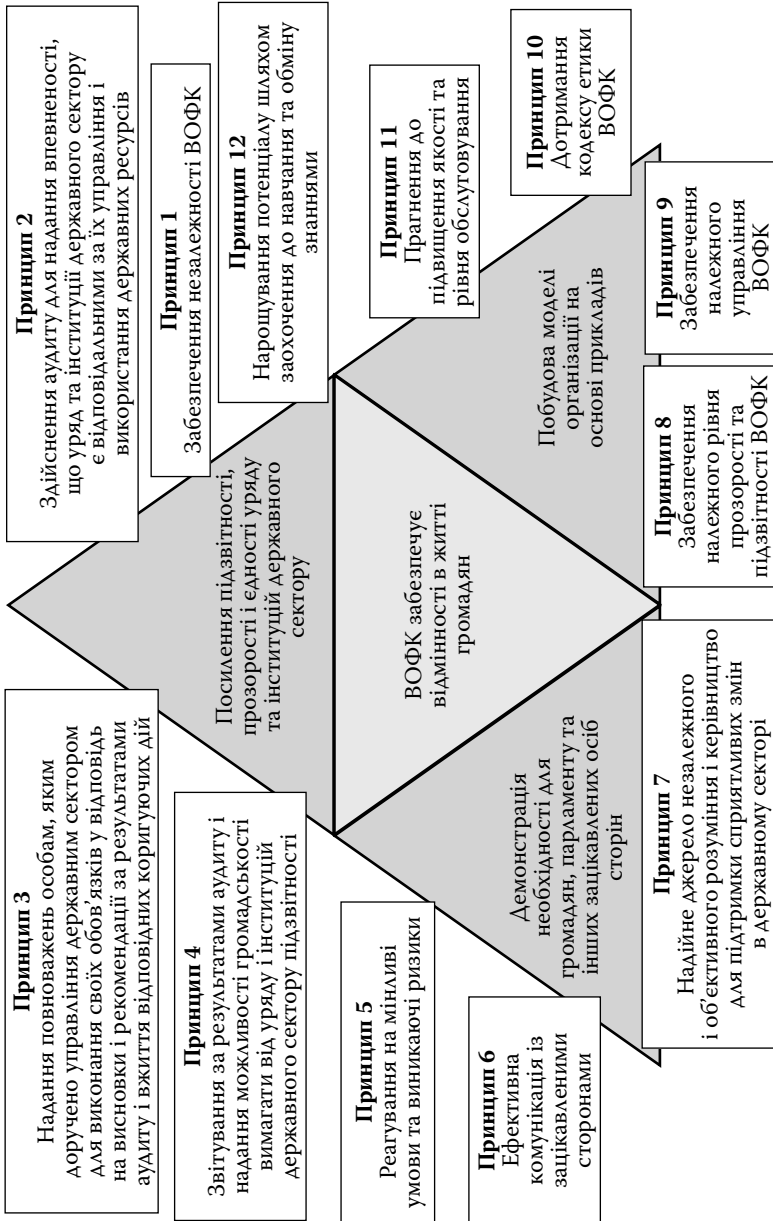 Принцип 3
Надання повноважень особам, яким
доручено управління державним сектором
для виконання своїх обов’язків у відповідь
на висновки і рекомендації за результатами
аудиту і вжиття відповідних коригуючих дій
Принцип 4
Звітування за результатами аудиту і
надання можливості громадськості
вимагати від уряду і інституцій
державного сектору підзвітності
Принцип 5
Реагування на мінливі
умови та виникаючі ризики
Принцип 6
Ефективна
комунікація із
зацікавленими
сторонами
Принцип 2
Здійснення аудиту для надання впевненості,
що уряд та інституції державного сектору
є відповідальними за їх управління і
використання державних ресурсів
Принцип 1
Забезпечення незалежності ВОФК
Принцип 12
Нарощування потенціалу шляхом
заохочення до навчання та обміну
знаннями
Принцип 11
Прагнення до
підвищення якості та
рівня обслуговування
Принцип 10
Дотримання
кодексу етики
ВОФК
Посилення підзвітності,
прозорості і єдності уряду
та інституцій державного
сектору
ВОФК забезпечує
відмінності в житті
громадян
Демонстрація
необхідності для
громадян, парламенту та
інших зацікавлених осіб
сторін
Побудова моделі
організації на
основі прикладів
Принцип 7
Надійне джерело незалежного
і об’єктивного розуміння і керівництво
для підтримки сприятливих змін
в державному секторі
Принцип 8
Забезпечення
належного рівня
прозорості та
підзвітності ВОФК
Принцип 9
Забезпечення
належного
управління
ВОФК